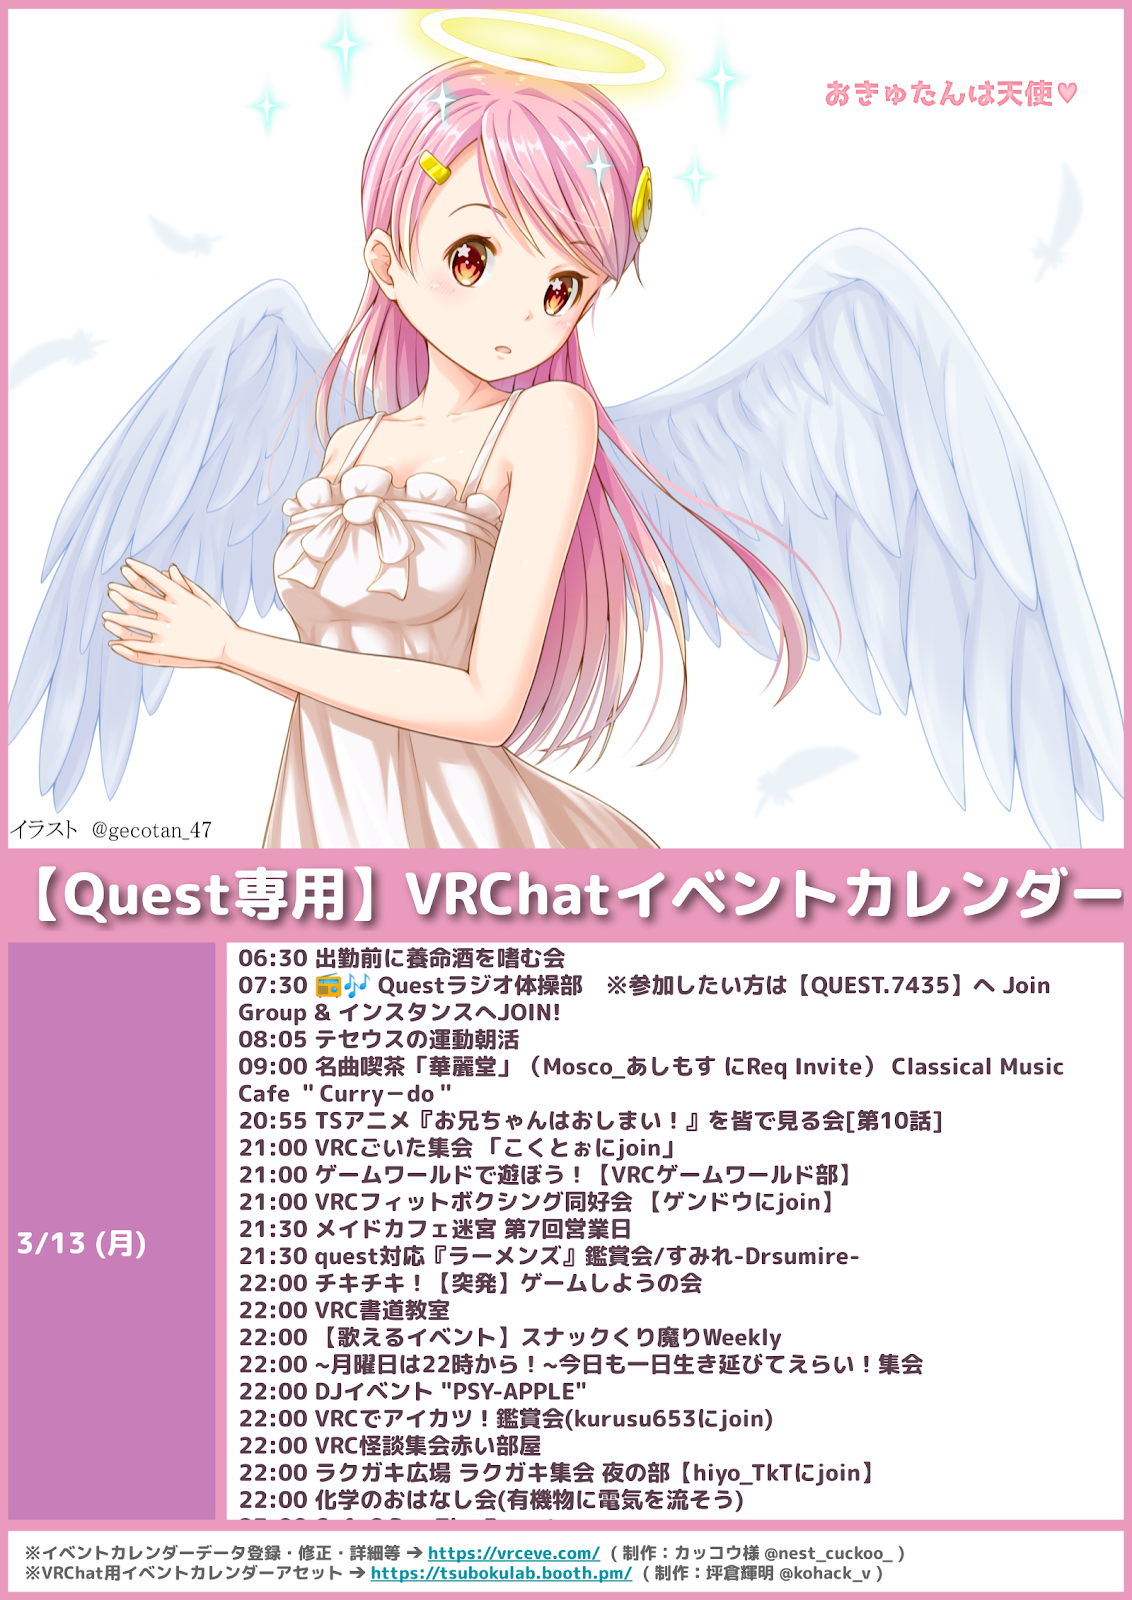 おきゅたんは天使♥
イラスト @gecotan_47
【Quest専用】VRChatイベントカレンダー
3/13 (月)
06:30 出勤前に養命酒を嗜む会
07:30 📻🎶 Questラジオ体操部　※参加したい方は【QUEST.7435】へ Join
Group & インスタンスへJOIN!
08:05 テセウスの運動朝活
09:00 名曲喫茶「華麗堂」（Mosco_あしもす にReq Invite） Classical Music
Cafe ＂Curry－do＂
20:55 TSアニメ『お兄ちゃんはおしまい！』を皆で見る会[第10話]
21:00 VRCごいた集会 「こくとぉにjoin」
21:00 ゲームワールドで遊ぼう！【VRCゲームワールド部】
21:00 VRCフィットボクシング同好会 【ゲンドウにjoin】
21:30 メイドカフェ迷宮 第7回営業日
21:30 quest対応『ラーメンズ』鑑賞会/すみれ-Drsumire-
22:00 チキチキ！【突発】ゲームしようの会
22:00 VRC書道教室
22:00 【歌えるイベント】スナックくり魔りWeekly
22:00 ~月曜日は22時から！~今日も一日生き延びてえらい！集会
22:00 DJイベント "PSY-APPLE"
22:00 VRCでアイカツ！鑑賞会(kurusu653にjoin)
22:00 VRC怪談集会赤い部屋
22:00 ラクガキ広場 ラクガキ集会 夜の部【hiyo_TkTにjoin】
22:00 化学のおはなし会(有機物に電気を流そう)
※イベントカレンダーデータ登録・修正・詳細等 ➔ https://vrceve.com/ （制作：カッコウ様 @nest_cuckoo_ ）
※VRChat用イベントカレンダーアセット ➔ https://tsubokulab.booth.pm/ （制作：坪倉輝明 @kohack_v ）